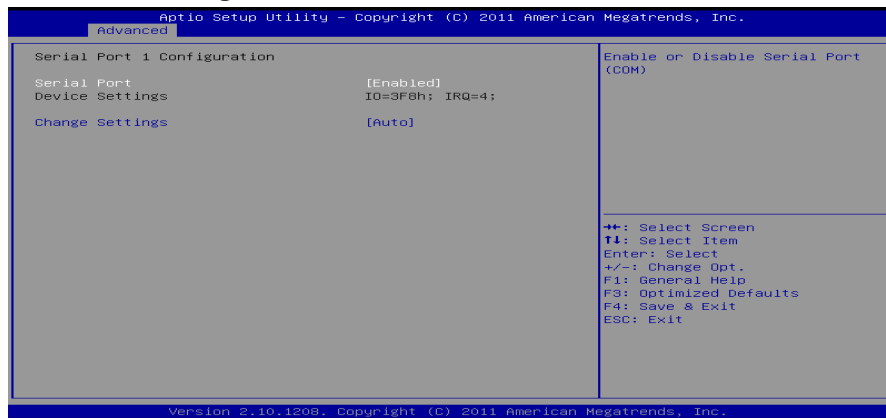 Aptio Setup Utility – Copyright (C) 2011 American Megatrends, Inc.
Advanced
Serial Port 1 Configuration
Serial Port [Enabled]
Device Settings IO=3F8h; IRQ=4;
Change Settings [Auto]
Enable or Disable Serial Port
(COM)
→←: Select Screen
↑↓: Select Item
Enter: Select
+/-: Change Opt.
F1: General Help
F3: Optimized Defaults
F4: Save & Exit
ESC: Exit
Version 2.10.1208. Copyright (C) 2011 American Megatrends, Inc.